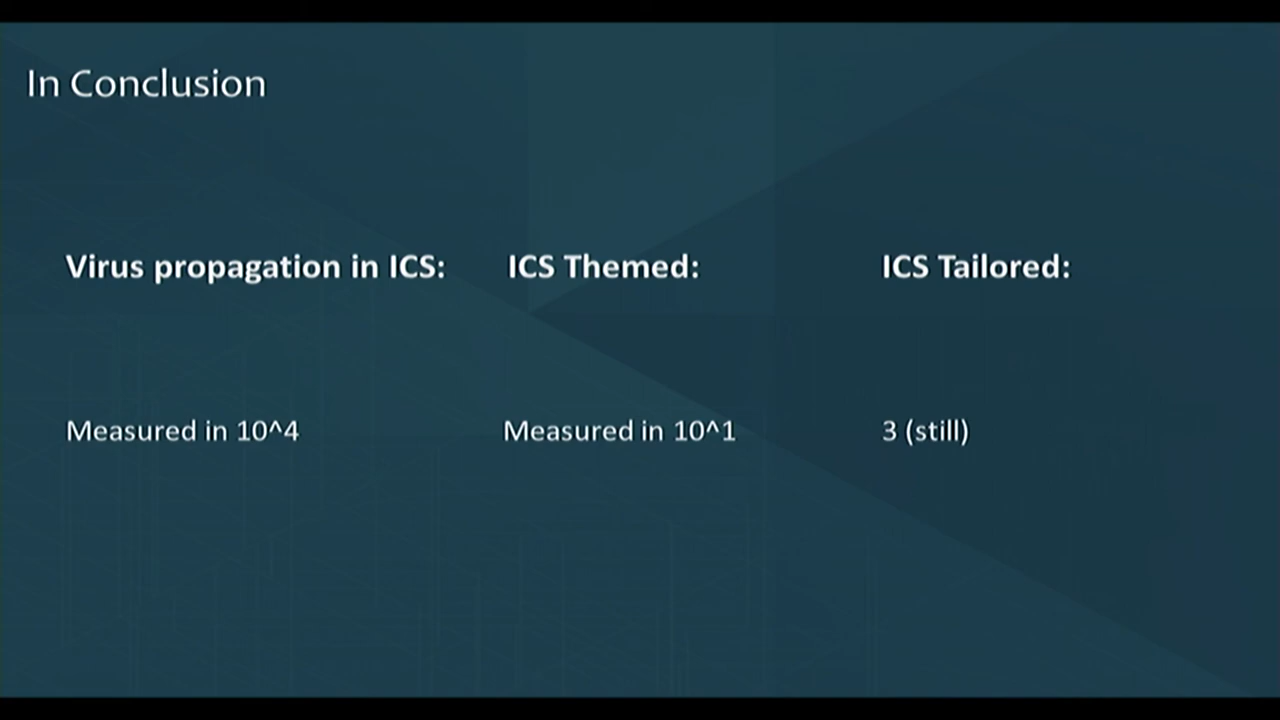 In Conclusion
Virus propagation in ICS:
ICS Themed:
ICS Tailored:
Measured in 10^4
Measured in 10^1
3 (still)